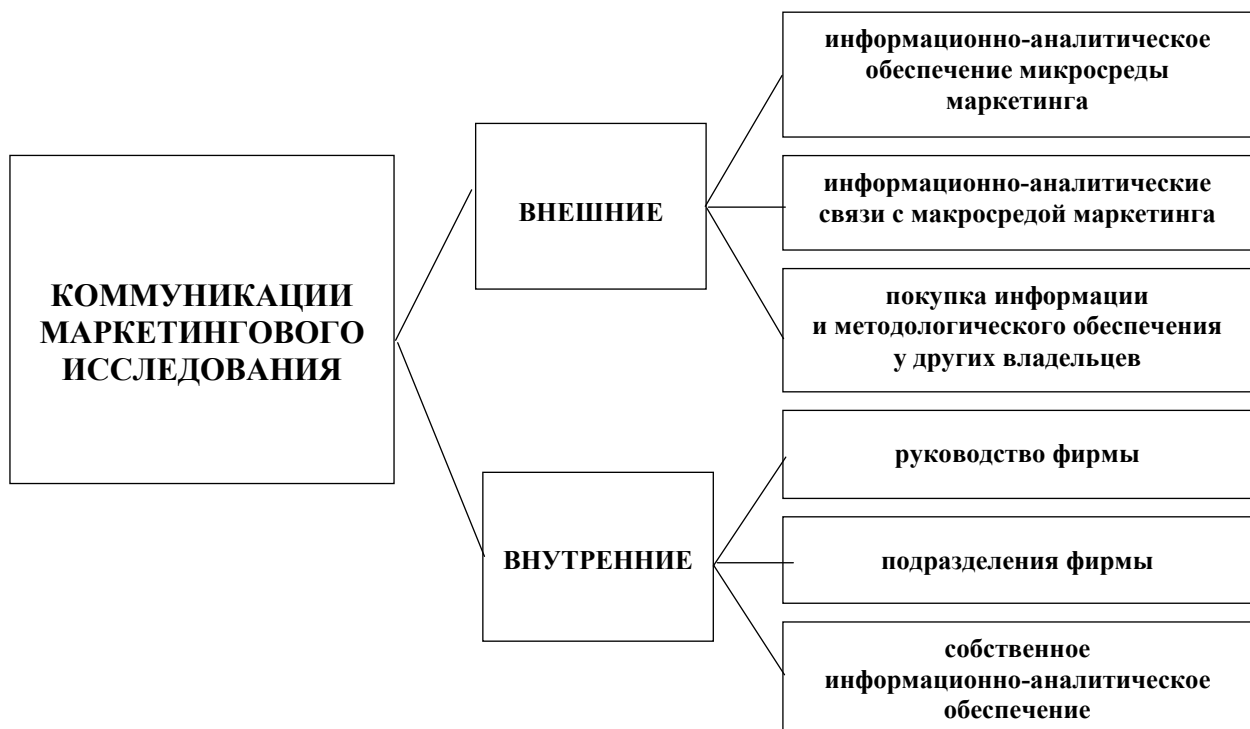 КОММУНИКАЦИИ
МАРКЕТИНГОВОГО
ИССЛЕДОВАНИЯ
ВНЕШНИЕ
информационно-аналитическое
обеспечение микросреды
маркетинга
информационно-аналитические
связи с макросредой маркетинга
покупка информации
и методологического обеспечения
у других владельцев
ВНУТРЕННИЕ
руководство фирмы
подразделения фирмы
собственное
информационно-аналитическое
обеспечение